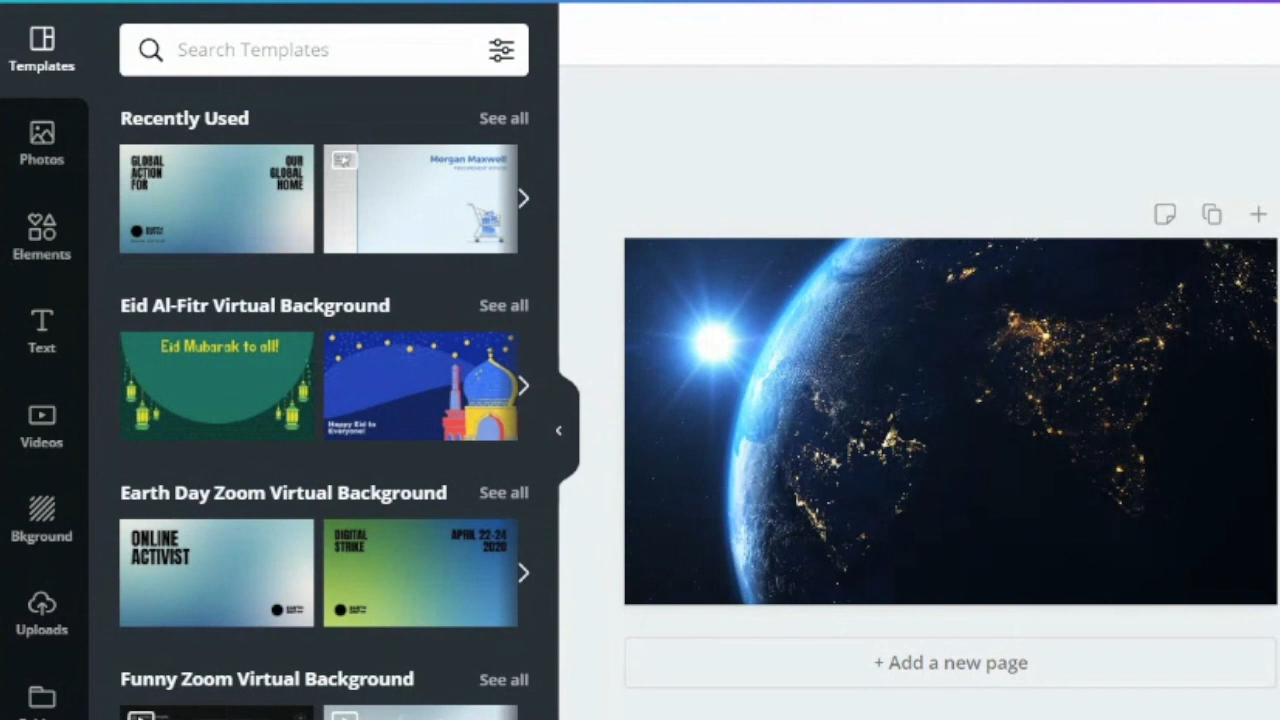 Templates
Photos
Elements
Text
Videos
Bkground
Uploads
Search Templates
Recently Used
See all
GLOBAL
ACTION
FOR
OUR
GLOBAL
HOME
Morgan Maxwell
Eid Al-Fitr Virtual Background
See all
Eid Mubarak to all!
Happy Eid to
Everyone!
Earth Day Zoom Virtual Background
See all
ONLINE
ACTIVIST
DIGITAL
STRIKE
APRIL 22-24
2020
Funny Zoom Virtual Background
See all
+ Add a new page